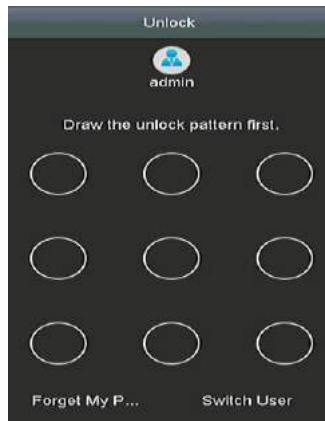 Unlock
admin
Draw the unlock pattern first.
Forget My P... Switch User